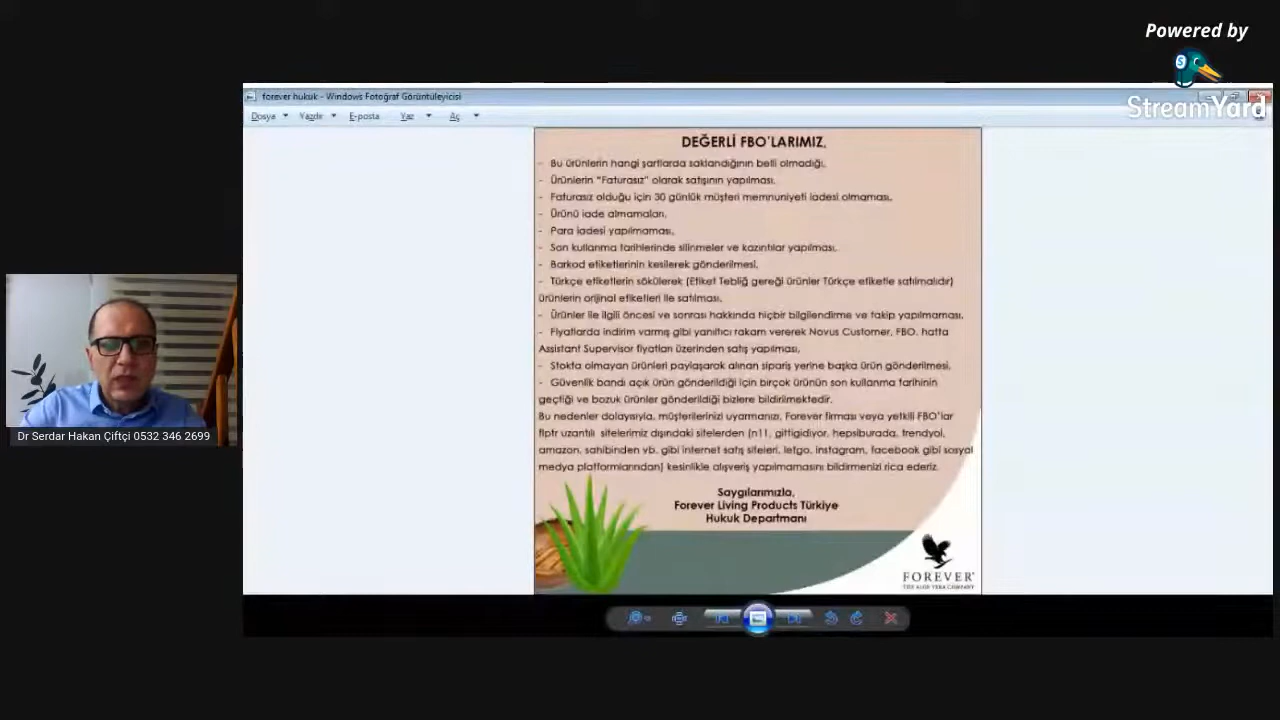 Powered by
StreamYard
forever hukuk - Windows Fotoğraf Görüntüleyicisi
Dosya Yazdır E-posta Yaz Aç
DEĞERLİ FBO'LARIMIZ,
- Bu ürünlerin hangi şartlarda saklandığının belli olmadığı,
- Ürünlerin "Faturasız" olarak satışının yapılması,
- Faturasız olduğu için 30 günlük müşteri memnuniyeti iadesi olmaması,
- Ürünü iade almamaları,
- Para iadesi yapılmaması,
- Son kullanma tarihlerinde silinmeler ve kazıntılar yapılması,
- Barkod etiketlerinin kesilerek gönderilmesi,
- Türkçe etiketlerin sökülerek (Etiket Tebliğ gereği ürünler Türkçe etiketle satılmalıdır)
ürünlerin orijinal etiketleri ile satılması,
- Ürünler ile ilgili öncesi ve sonrası hakkında hiçbir bilgilendirme ve takip yapılmaması,
- Fiyatlarda indirim varmış gibi yanıltıcı rakam vererek Novus Customer, FBO, hatta
Assistant Supervisor fiyatları üzerinden satış yapılması,
- Stokta olmayan ürünleri paylaşarak alınan sipariş yerine başka ürün gönderilmesi,
- Güvenlik bandı açık ürün gönderildiği için birçok ürünün son kullanma tarihinin
geçtiği ve bozuk ürünler gönderildiği bizlere bildirilmektedir.
Bu nedenler dolayısıyla, müşterilerinizi uyarmanızı, Forever firması veya yetkili FBO'lar
flptr uzantılı sitelerimiz dışındaki sitelerden (n11, gittigidiyor, hepsiburada, trendyol,
amazon, sahibinden vb. gibi internet satış siteleri, letgo, instagram, facebook gibi sosyal
medya platformlarından) kesinlikle alışveriş yapılmamasını bildirmenizi rica ederiz.
Saygılarımızla,
Forever Living Products Türkiye
Hukuk Departmanı
FOREVER
THE ALOE VERA COMPANY
Dr Serdar Hakan Çiftçi 0532 346 2699